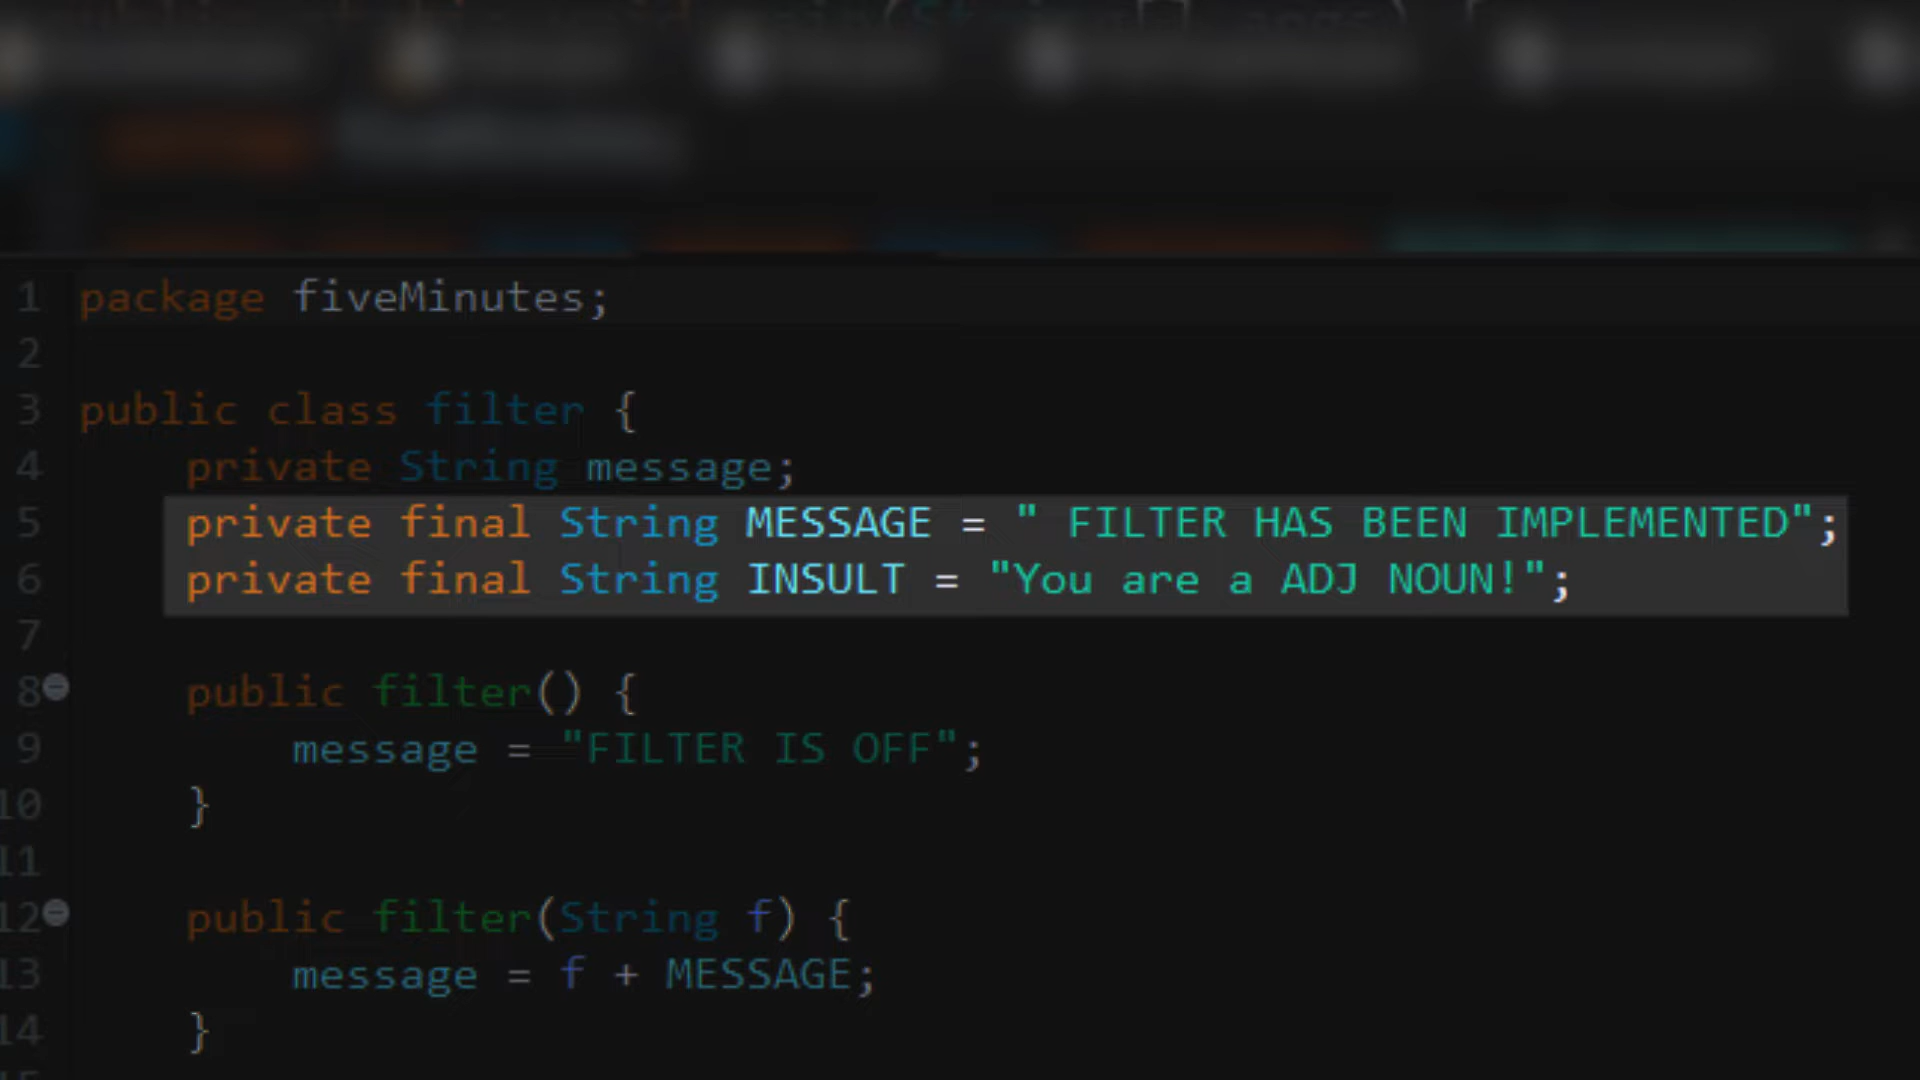 1 package fiveMinutes;
2
3 public class filter {
4 private String message;
5 private final String MESSAGE = " FILTER HAS BEEN IMPLEMENTED";
6 private final String INSULT = "You are a ADJ NOUN!";
7
8 public filter() {
9 message = "FILTER IS OFF";
10 }
11
12 public filter(String f) {
13 message = f + MESSAGE;
14 }